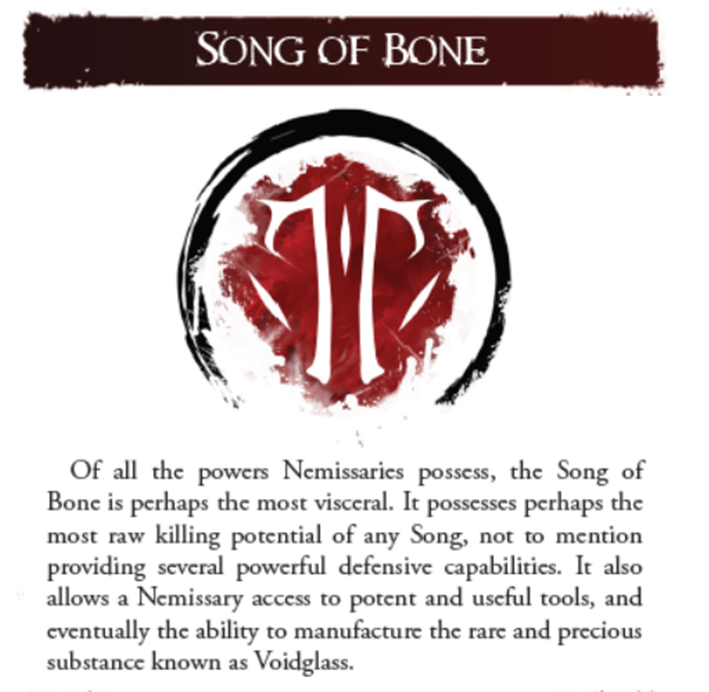 Song of Bone
Of all the powers Nemissaries possess, the Song of
Bone is perhaps the most visceral. It possesses perhaps the
most raw killing potential of any Song, not to mention
providing several powerful defensive capabilities. It also
allows a Nemissary access to potent and useful tools, and
eventually the ability to manufacture the rare and precious
substance known as Voidglass.